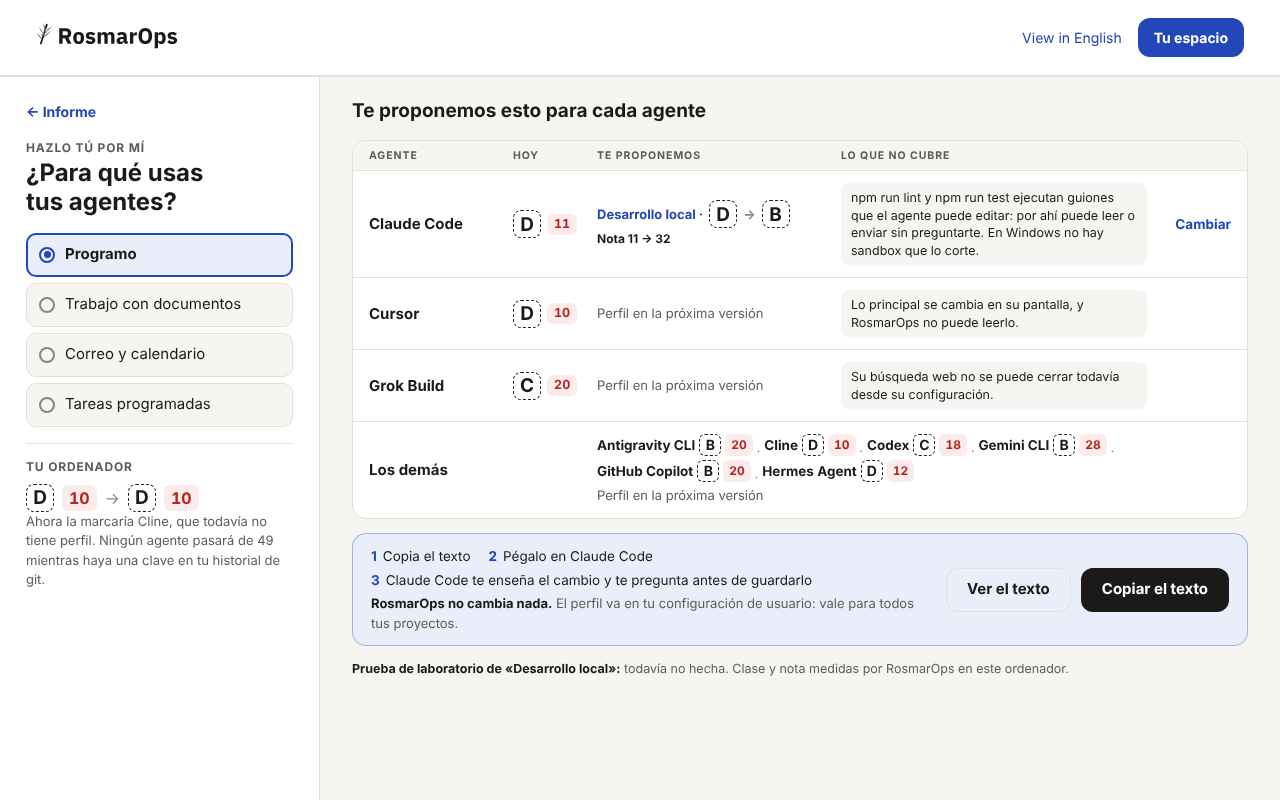 RosmarOps
View in English
Tu espacio
← Informe
HAZLO TÚ POR MÍ
¿Para qué usas
tus agentes?
Programo
Trabajo con documentos
Correo y calendario
Tareas programadas
TU ORDENADOR
D 10 → D 10
Ahora la marcaría Cline, que todavía no
tiene perfil. Ningún agente pasará de 49
mientras haya una clave en tu historial de
git.
Te proponemos esto para cada agente
AGENTE HOY TE PROPONEMOS LO QUE NO CUBRE
Claude Code D 11
Desarrollo local · D → B
Nota 11 → 32
npm run lint y npm run test ejecutan guiones
que el agente puede editar: por ahí puede leer o
enviar sin preguntarte. En Windows no hay
sandbox que lo corte.
Cambiar
Cursor D 10 Perfil en la próxima versión
Lo principal se cambia en su pantalla, y
RosmarOps no puede leerlo.
Grok Build C 20 Perfil en la próxima versión
Su búsqueda web no se puede cerrar todavía
desde su configuración.
Los demás
Antigravity CLI B 20 . Cline D 10 . Codex C 18 . Gemini CLI B 28 .
GitHub Copilot B 20 . Hermes Agent D 12
Perfil en la próxima versión
1 Copia el texto 2 Pégalo en Claude Code
3 Claude Code te enseña el cambio y te pregunta antes de guardarlo
RosmarOps no cambia nada. El perfil va en tu configuración de usuario: vale para todos
tus proyectos.
Ver el texto
Copiar el texto
Prueba de laboratorio de «Desarrollo local»: todavía no hecha. Clase y nota medidas por RosmarOps en este ordenador.